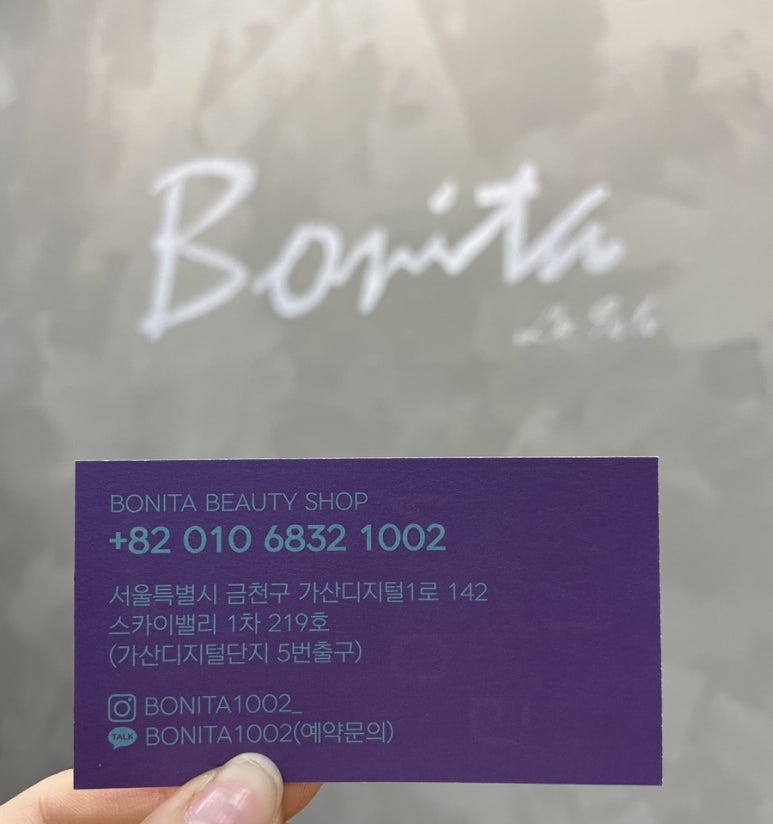 Bonita
BONITA BEAUTY SHOP
+82 010 6832 1002
서울특별시 금천구 가산디지털1로 142
스카이밸리 1차 219호
(가산디지털단지 5번출구)
BONITA1002_
TALK
BONITA1002(예약문의)